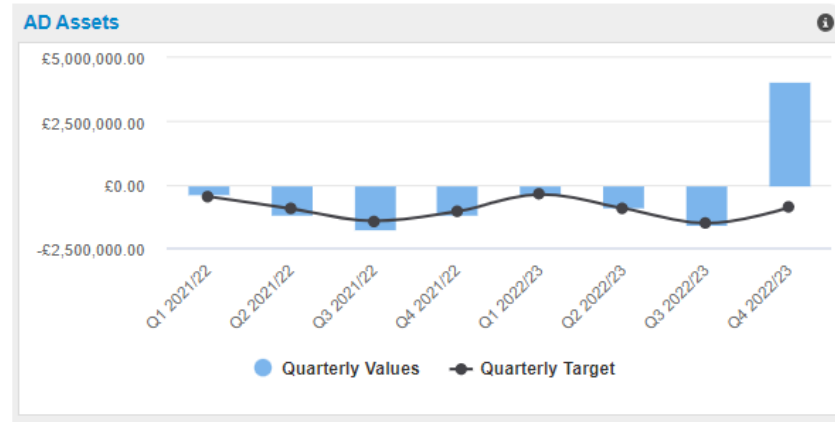 AD Assets
£5,000,000.00
£2,500,000.00
£0.00
-£2,500,000.00
Q1 2021/22
Q2 2021/22
Q3 2021/22
Q4 2021/22
Q1 2022/23
Q2 2022/23
Q3 2022/23
Q4 2022/23
Quarterly Values
Quarterly Target